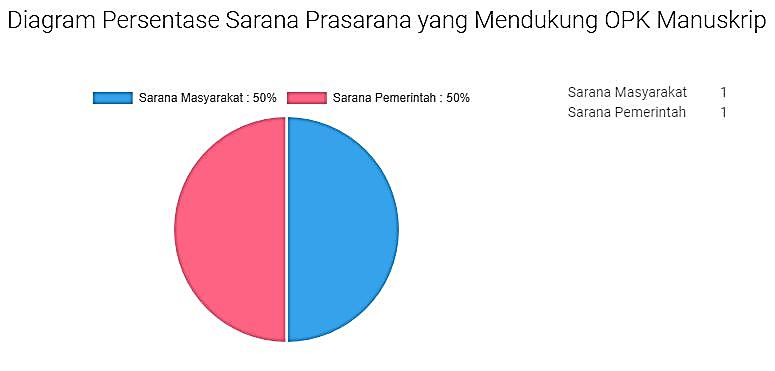 Diagram Persentase Sarana Prasarana yang Mendukung OPK Manuskrip
Sarana Masyarakat : 50% Sarana Pemerintah : 50%
Sarana Masyarakat 1
Sarana Pemerintah 1